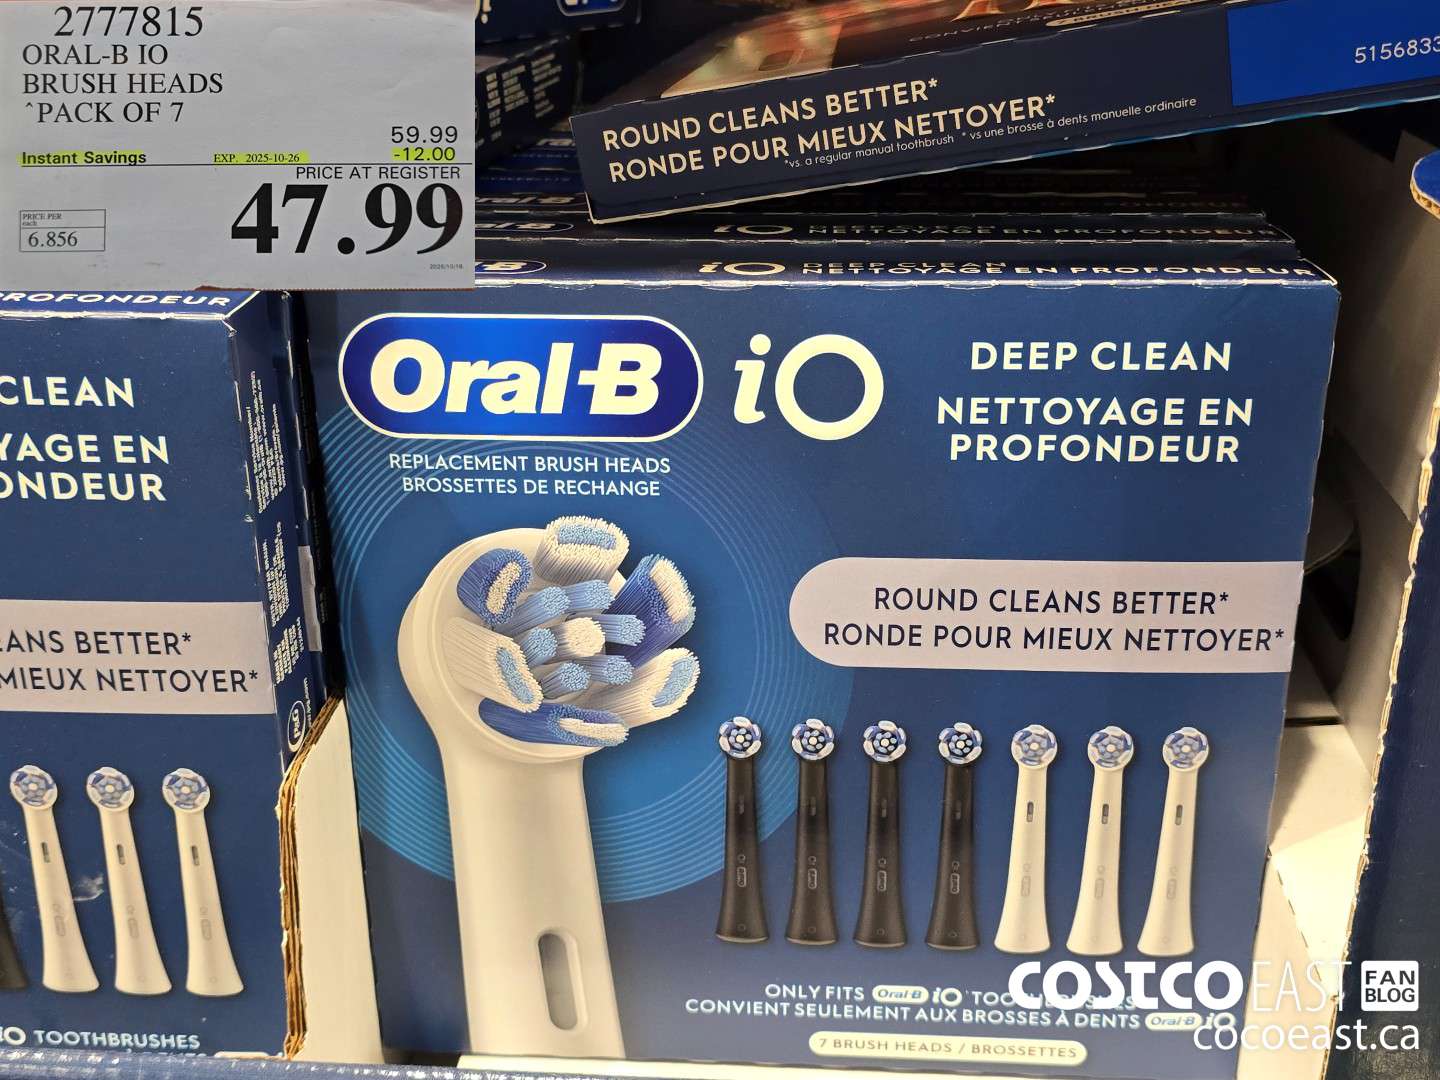 2777815
ORAL-B IO
BRUSH HEADS
^PACK OF 7
59.99
Instant Savings EXP. 2025-10-26 -12.00
PRICE AT REGISTER
47.99
PRICE PER
each
6.856
5156833
ROUND CLEANS BETTER*
RONDE POUR MIEUX NETTOYER*
*vs. a regular manual toothbrush * vs une brosse à dents manuelle ordinaire
iO DEEP CLEAN
NETTOYAGE EN PROFONDEUR
Oral-B iO
DEEP CLEAN
NETTOYAGE EN
PROFONDEUR
REPLACEMENT BRUSH HEADS
BROSSETTES DE RECHANGE
ROUND CLEANS BETTER*
RONDE POUR MIEUX NETTOYER*
ONLY FITS Oral-B iO
CONVIENT SEULEMENT AUX BROSSES À DENTS Oral-B iO
7 BRUSH HEADS / BROSSETTES
PROFONDEUR
CLEAN
YAGE EN
ONDEUR
ANS BETTER*
MIEUX NETTOYER*
P&G
iO TOOTHBRUSHES
COSTCO EAST FAN
BLOG
cocoeast.ca